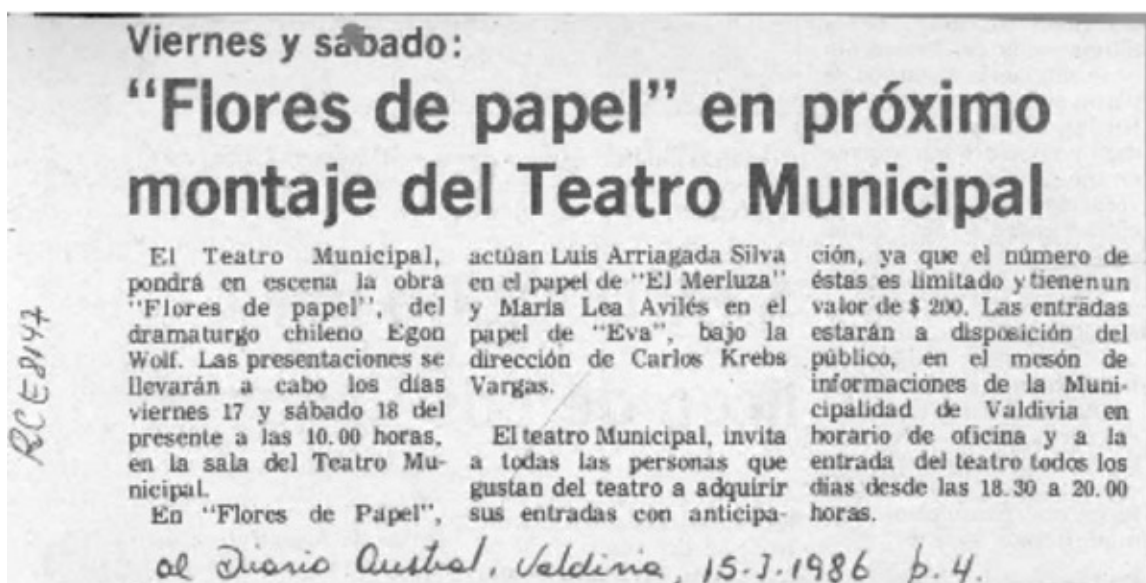 Viernes y sábado:
“Flores de papel” en próximo
montaje del Teatro Municipal
El Teatro Municipal,
pondrá en escena la obra
“Flores de papel”, del
dramaturgo chileno Egon
Wolf. Las presentaciones se
llevarán a cabo los días
viernes 17 y sábado 18 del
presente a las 10.00 horas,
en la sala del Teatro Mu-
nicipal.
En “Flores de Papel”,
actúan Luis Arriagada Silva
en el papel de “El Merluza”
y María Lea Avilés en el
papel de “Eva”, bajo la
dirección de Carlos Krebs
Vargas.
El teatro Municipal, invita
a todas las personas que
gustan del teatro a adquirir
sus entradas con anticipa-
ción, ya que el número de
éstas es limitado y tienen un
valor de $ 200. Las entradas
estarán a disposición del
público, en el mesón de
informaciones de la Muni-
cipalidad de Valdivia en
horario de oficina y a la
entrada del teatro todos los
días desde las 18.30 a 20.00
horas.
RCE8147
al Diario Austral, Valdivia, 15-I-1986 p. 4.